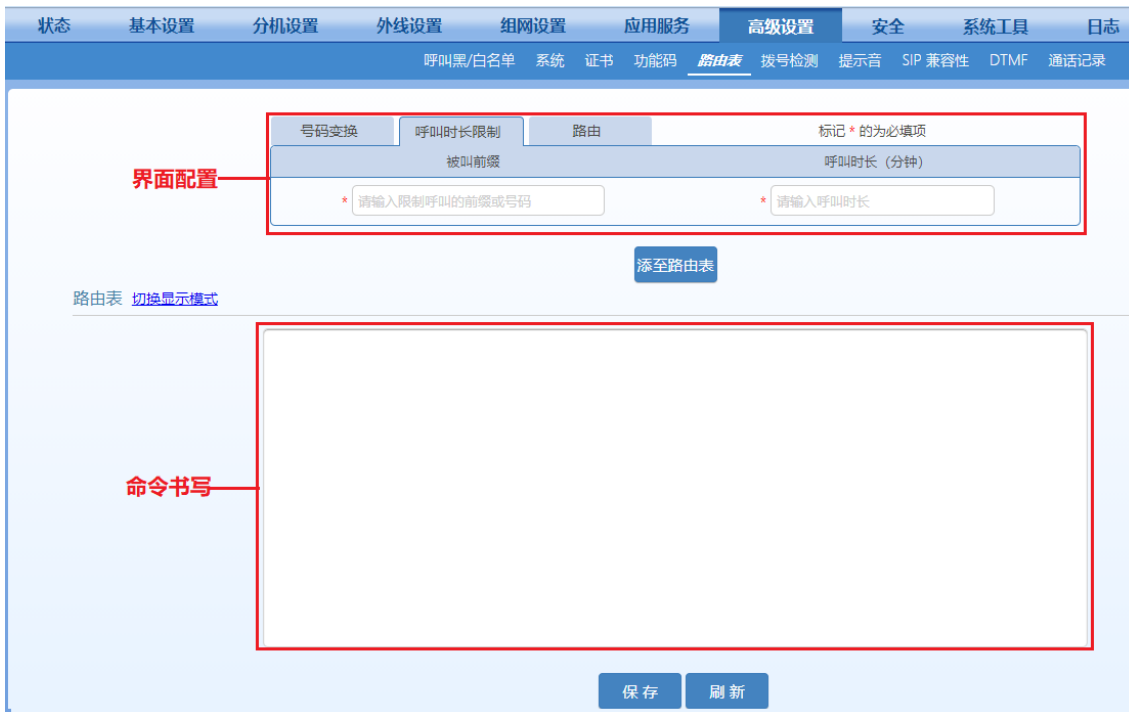 状态 基本设置 分机设置 外线设置 组网设置 应用服务 高级设置 安全 系统工具 日志
呼叫黑/白名单 系统 证书 功能码 路由表 拨号检测 提示音 SIP 兼容性 DTMF 通话记录
号码变换 呼叫时长限制 路由 标记 * 的为必填项
被叫前缀 呼叫时长（分钟）
界面配置
* 请输入限制呼叫的前缀或号码 * 请输入呼叫时长
添至路由表
路由表 切换显示模式
命令书写
保存 刷新